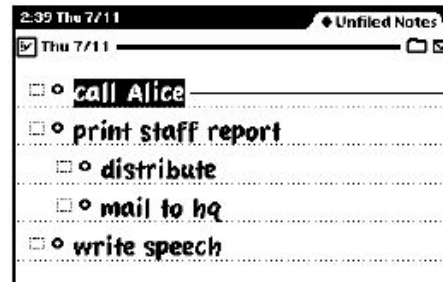 2:39 Thu 7/11 ◆Unfiled Notes
Thu 7/11
call Alice
print staff report
distribute
mail to hq
write speech